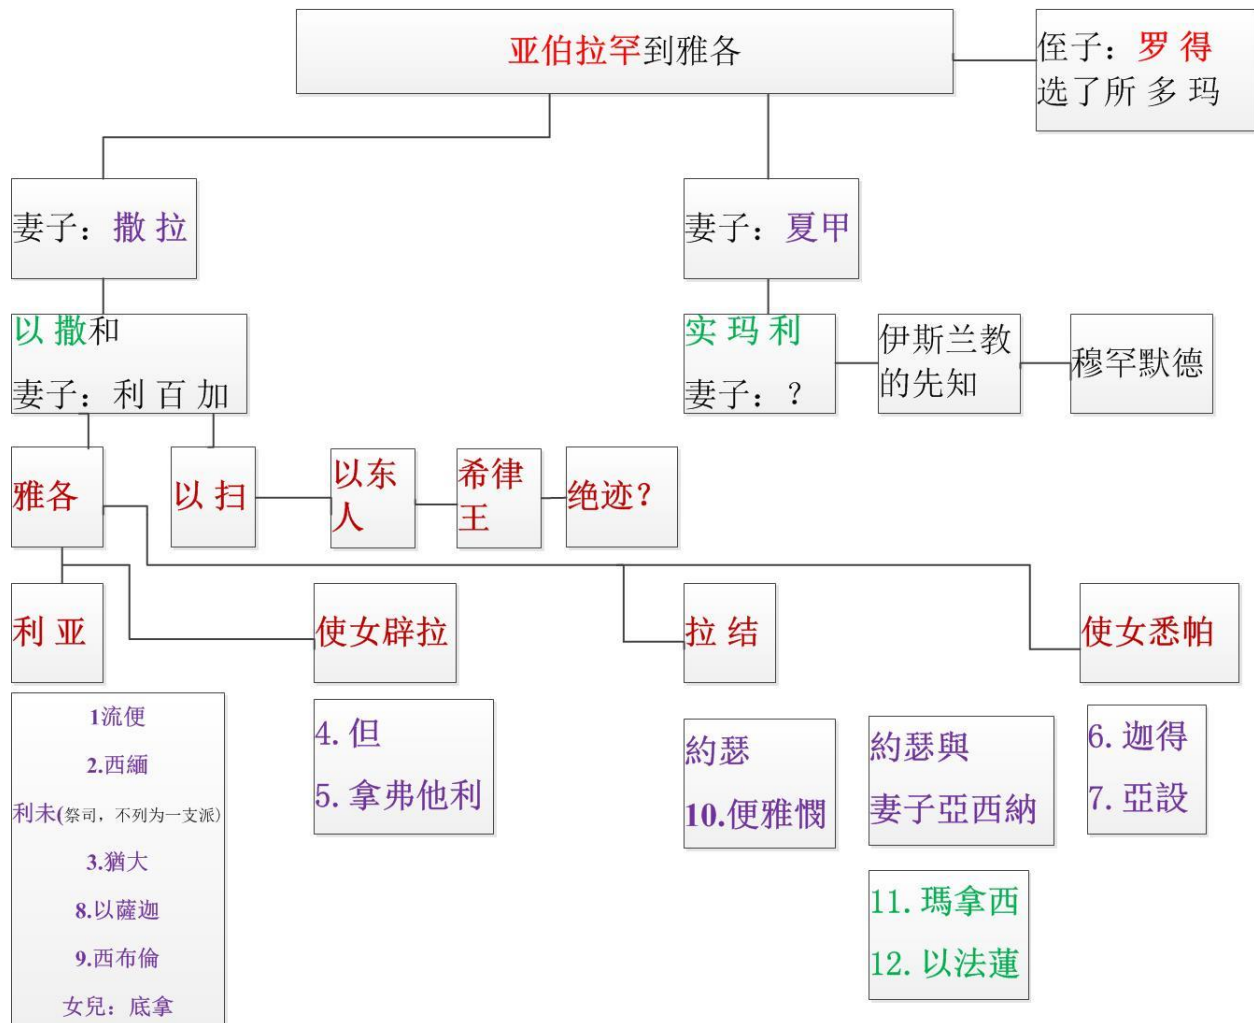 亚伯拉罕到雅各
侄子：罗得
选了所多玛
妻子：撒拉
妻子：夏甲
以撒和
妻子：利百加
实玛利
妻子：？
伊斯兰教
的先知
穆罕默德
雅各
以扫
以东
人
希律
王
绝迹？
利亚
使女辟拉
拉结
使女悉帕
1流便
2.西緬
利未(祭司，不列为一支派)
3.猶大
8.以薩迦
9.西布倫
女兒：底拿
4.但
5.拿弗他利
約瑟
10.便雅憫
約瑟與
妻子亞西納
11.瑪拿西
12.以法蓮
6.迦得
7.亞設